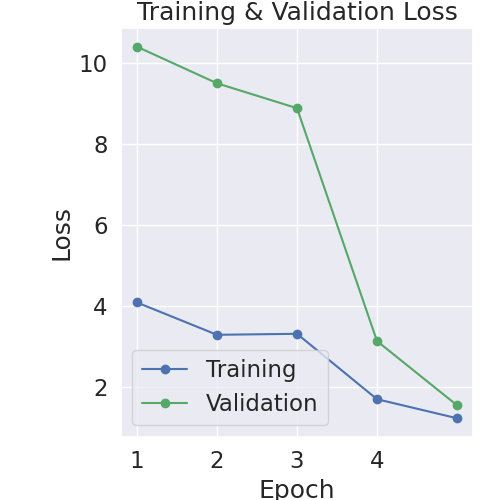 Training & Validation Loss
10
8
6
4
2
Loss
Training
Validation
1 2 3 4
Epoch